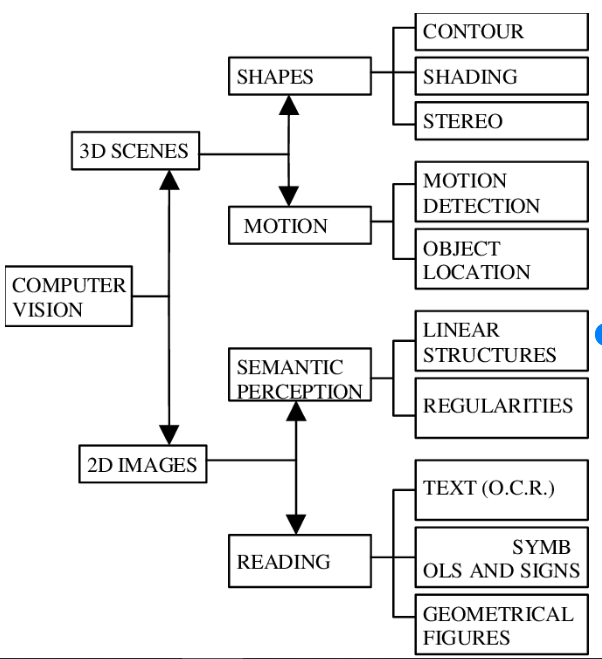 CONTOUR
SHAPES
SHADING
STEREO
3D SCENES
MOTION
DETECTION
MOTION
OBJECT
LOCATION
COMPUTER
VISION
LINEAR
STRUCTURES
SEMANTIC
PERCEPTION
REGULARITIES
2D IMAGES
TEXT (O.C.R.)
READING
SYMB
OLS AND SIGNS
GEOMETRICAL
FIGURES